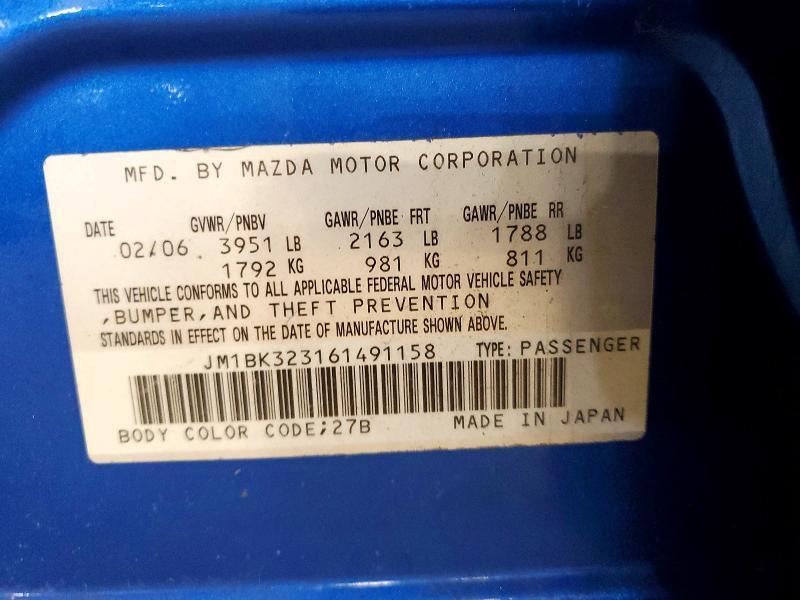 MFD. BY MAZDA MOTOR CORPORATION
DATE GVWR/PNBV GAWR/PNBE FRT GAWR/PNBE RR
02/06 3951 LB 2163 LB 1788 LB
1792 KG 981 KG 811 KG
THIS VEHICLE CONFORMS TO ALL APPLICABLE FEDERAL MOTOR VEHICLE SAFETY
,BUMPER,AND THEFT PREVENTION
STANDARDS IN EFFECT ON THE DATE OF MANUFACTURE SHOWN ABOVE.
JM1BK323161491158 TYPE: PASSENGER
BODY COLOR CODE;27B MADE IN JAPAN